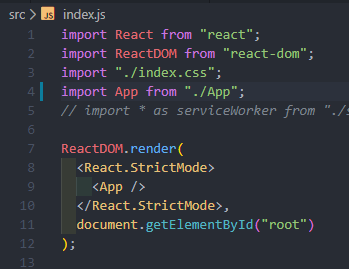 src > JS index.js
1 import React from "react";
2 import ReactDOM from "react-dom";
3 import "./index.css";
4 import App from "./App";
5 // import * as serviceWorker from "./s
6
7 ReactDOM.render(
8 <React.StrictMode>
9 <App />
10 </React.StrictMode>,
11 document.getElementById("root")
12 );
13